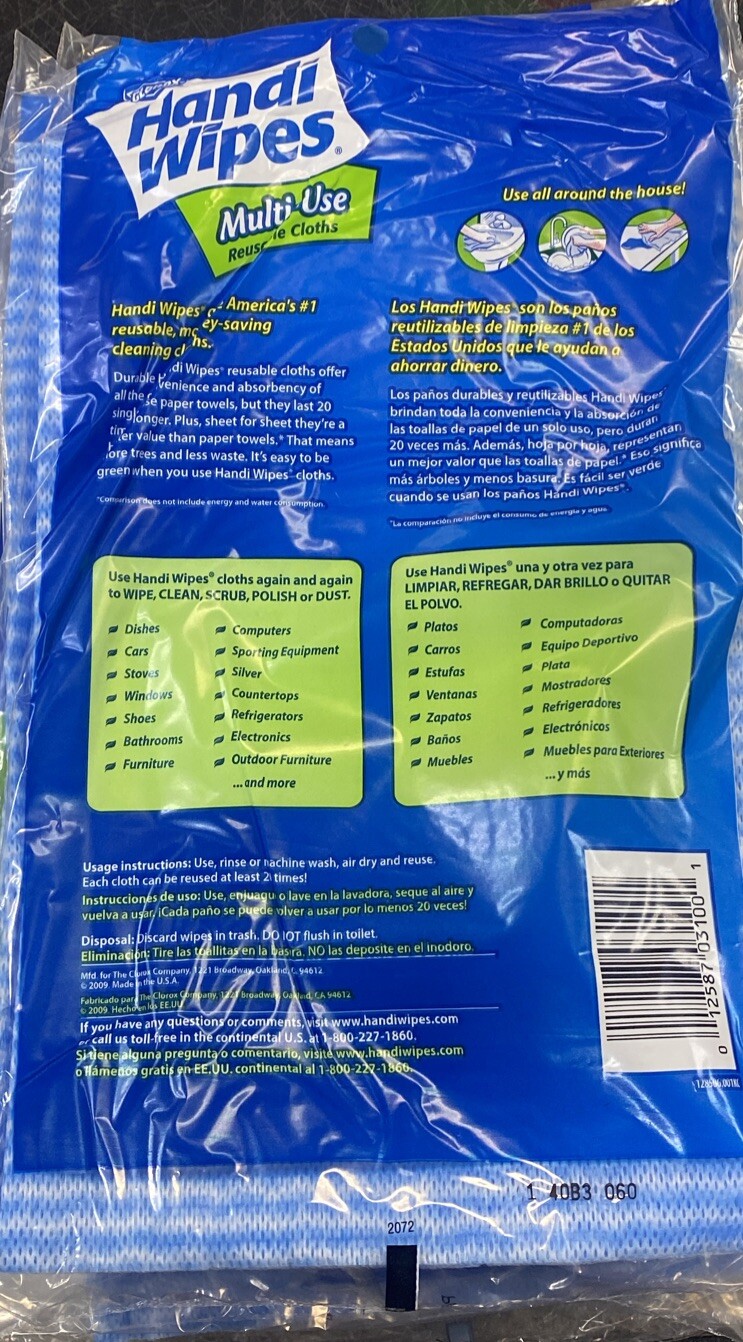 Handi
Wipes®
Multi-Use
Cloths
Use all around the house!
Handi Wipes® America's #1
reusable, -saving
cleaning
Durable Wipes® reusable cloths offer
all the venience and absorbency of
paper towels, but they last 20
longer. Plus, sheet for sheet they're a
value than paper towels.* That means
trees and less waste. It's easy to be
green when you use Handi Wipes® cloths.
*Comparison does not include energy and water consumption.
Los Handi Wipes® son los paños
reutilizables de limpieza #1 de los
Estados Unidos que le ayudan a
ahorrar dinero.
Los paños durables y reutilizables Handi Wipes®
brindan toda la conveniencia y la absorción de
las toallas de papel de un solo uso, pero duran
20 veces más. Además, hoja por hoja, representan
un mejor valor que las toallas de papel.* Eso significa
más árboles y menos basura. Es fácil ser verde
cuando se usan los paños Handi Wipes®.
*La comparación no incluye el consumo de energía y agua.
Use Handi Wipes® cloths again and again
to WIPE, CLEAN, SCRUB, POLISH or DUST.
Dishes
Cars
Stoves
Windows
Shoes
Bathrooms
Furniture
Computers
Sporting Equipment
Silver
Countertops
Refrigerators
Electronics
Outdoor Furniture
...and more
Use Handi Wipes® una y otra vez para
LIMPIAR, REFREGAR, DAR BRILLO o QUITAR
EL POLVO.
Platos
Carros
Estufas
Ventanas
Zapatos
Baños
Muebles
Computadoras
Equipo Deportivo
Plata
Mostradores
Refrigeradores
Electrónicos
Muebles para Exteriores
...y más
Usage instructions: Use, rinse or machine wash, air dry and reuse.
Each cloth can be reused at least times!
Instrucciones de uso: Use, enjuague o lave en la lavadora, seque al aire y
vuelva a usar. ¡Cada paño se puede volver a usar por lo menos 20 veces!
Disposal: Discard wipes in trash. DO NOT flush in toilet.
Eliminación: Tire las toallitas en la basura. NO las deposite en el inodoro.
Mfd. for The Clorox Company, 1221 Broadway, Oakland, 94612
© 2009. Made in the U.S.A.
Fabricado para The Clorox Company, 1221 Broadway, Oakland, CA 94612
© 2009. Hecho en los EE.UU.
If you have any questions or comments, visit www.handiwipes.com
or call us toll-free in the continental U.S. at 1-800-227-1860.
Si tiene alguna pregunta o comentario, visite www.handiwipes.com
o llámenos gratis en EE.UU. continental al 1-800-227-1860.
0 12587 03100 1
1 40B3 060
2072